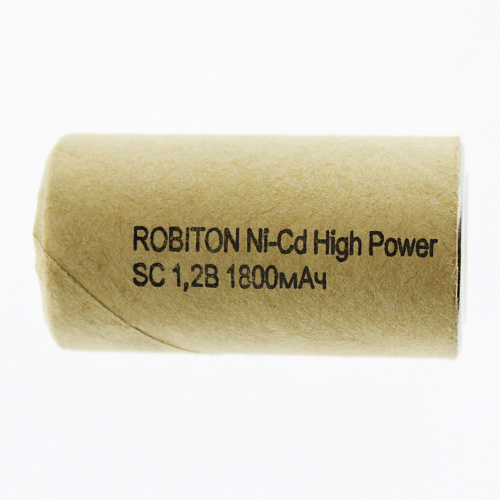 ROBITON Ni-Cd High Power
SC 1,2В 1800мАч